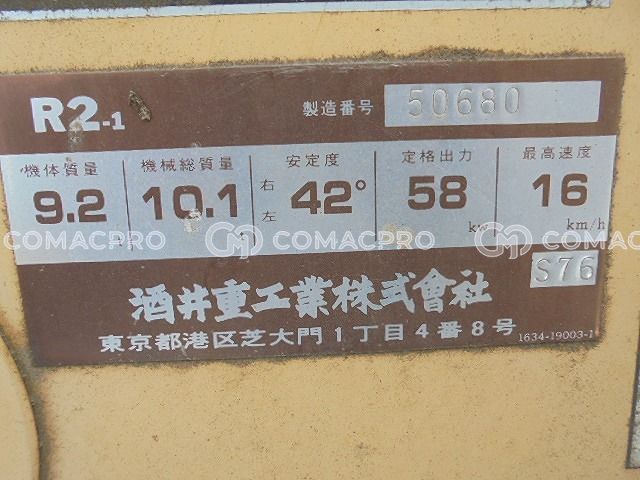 R2-1 製造番号 50680
機体質量 機械総質量 安定度 定格出力 最高速度
9.2 10.1 右 左 42° 58 kw 16 km/h
COMACPRO COMACPRO COMACPRO
S76
酒井重工業株式會社
東京都港区芝大門1丁目4番8号 1634-19003-1